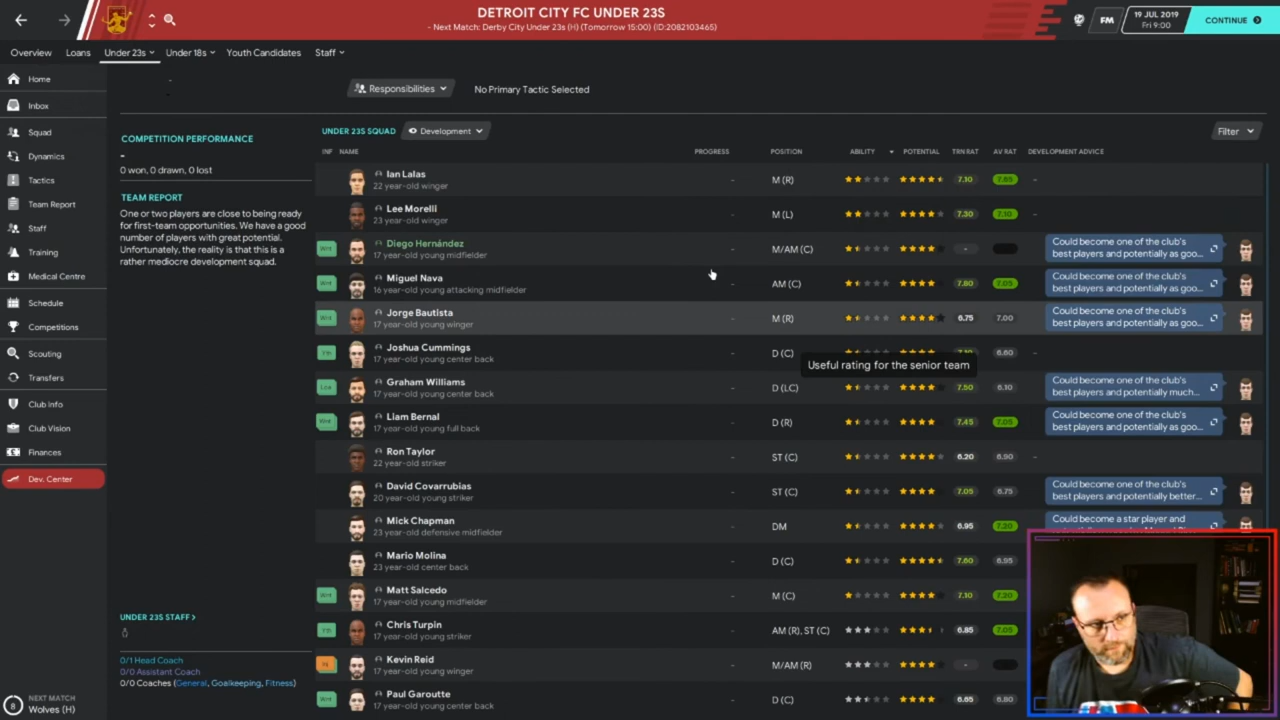 DETROIT CITY FC UNDER 23S
- Next Match: Derby City Under 23s (H) (Tomorrow 15:00) (ID:2082103465)
FM
19 JUL 2019
Fri 9:00
CONTINUE
Overview Loans Under 23s Under 18s Youth Candidates Staff
Home
Inbox
Squad
Dynamics
Tactics
Team Report
Staff
Training
Medical Centre
Schedule
Competitions
Scouting
Transfers
Club Info
Club Vision
Finances
Dev. Center
8
NEXT MATCH
Wolves (H)
-
Responsibilities No Primary Tactic Selected
COMPETITION PERFORMANCE
-
0 won, 0 drawn, 0 lost
TEAM REPORT
One or two players are close to being ready
for first-team opportunities. We have a good
number of players with great potential.
Unfortunately, the reality is that this is a
rather mediocre development squad.
UNDER 23S STAFF >
0/1 Head Coach
0/0 Assistant Coach
0/0 Coaches (General, Goalkeeping, Fitness)
UNDER 23S SQUAD Development Filter
INF NAME PROGRESS POSITION ABILITY POTENTIAL TRN RAT AV RAT DEVELOPMENT ADVICE
Ian Lalas
22 year-old winger
- M (R) 7.10 7.65 -
Lee Morelli
23 year-old winger
- M (L) 7.30 7.10 -
Wnt Diego Hernández
17 year-old young midfielder
- M/AM (C) -
Could become one of the club's
best players and potentially as goo...
Wnt Miguel Nava
16 year-old young attacking midfielder
- AM (C) 7.80 7.05
Could become one of the club's
best players and potentially as goo...
Wnt Jorge Bautista
17 year-old young winger
- M (R) 6.75 7.00
Could become one of the club's
best players and potentially as goo...
Joshua Cummings
17 year-old young center back
- D (C) 6.60 -
Useful rating for the senior team
Loa Graham Williams
17 year-old young center back
- D (LC) 7.50 6.10
Could become one of the club's
best players and potentially much...
Wnt Liam Bernal
17 year-old young full back
- D (R) 7.45 7.05
Could become one of the club's
best players and potentially as goo...
Ron Taylor
22 year-old striker
- ST (C) 6.20 6.90 -
David Covarrubias
20 year-old young striker
- ST (C) 7.05 6.75
Could become one of the club's
best players and potentially better...
Mick Chapman
23 year-old defensive midfielder
- DM 6.95 7.20
Could become a star player and
Mario Molina
23 year-old center back
- D (C) 7.60 6.95
Wnt Matt Salcedo
17 year-old young midfielder
- M (C) 7.10 7.20
Chris Turpin
17 year-old young striker
- AM (R), ST (C) 6.85 7.05
Inj Kevin Reid
17 year-old young winger
- M/AM (R) -
Wnt Paul Garoutte
17 year-old young center back
- D (C) 6.65 6.80